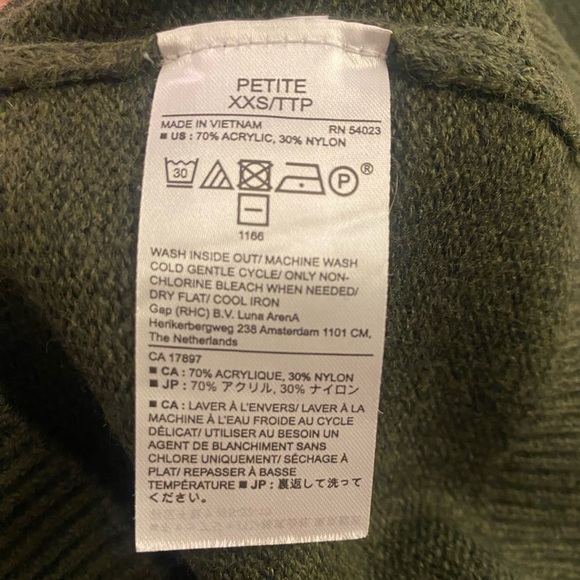 PETITE
XXS/TTP
MADE IN VIETNAM RN 54023
■ US : 70% ACRYLIC, 30% NYLON
30 P ®
1166
WASH INSIDE OUT/ MACHINE WASH
COLD GENTLE CYCLE/ ONLY NON-
CHLORINE BLEACH WHEN NEEDED/
DRY FLAT/ COOL IRON
Gap (RHC) B.V. Luna ArenA
Herikerbergweg 238 Amsterdam 1101 CM,
The Netherlands
CA 17897
■ CA : 70% ACRYLIQUE, 30% NYLON
■ JP : 70% アクリル, 30% ナイロン
■ CA : LAVER À L'ENVERS/ LAVER À LA
MACHINE À L'EAU FROIDE AU CYCLE
DÉLICAT/ UTILISER AU BESOIN UN
AGENT DE BLANCHIMENT SANS
CHLORE UNIQUEMENT/ SÉCHAGE À
PLAT/ REPASSER À BASSE
TEMPÉRATURE ■ JP : 裏返して洗って
ください。